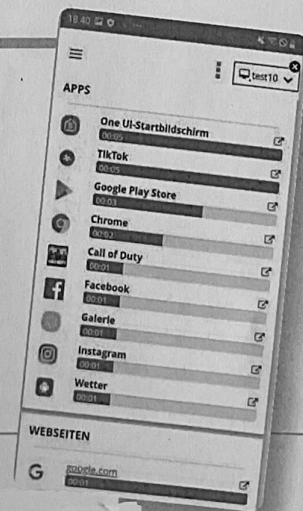 18:40
test10
APPS
One UI-Startbildschirm
00:05
TikTok
00:05
Google Play Store
00:03
Chrome
00:02
Call of Duty
00:01
Facebook
00:01
Galerie
00:01
Instagram
00:01
Wetter
00:01
WEBSEITEN
google.com
00:01